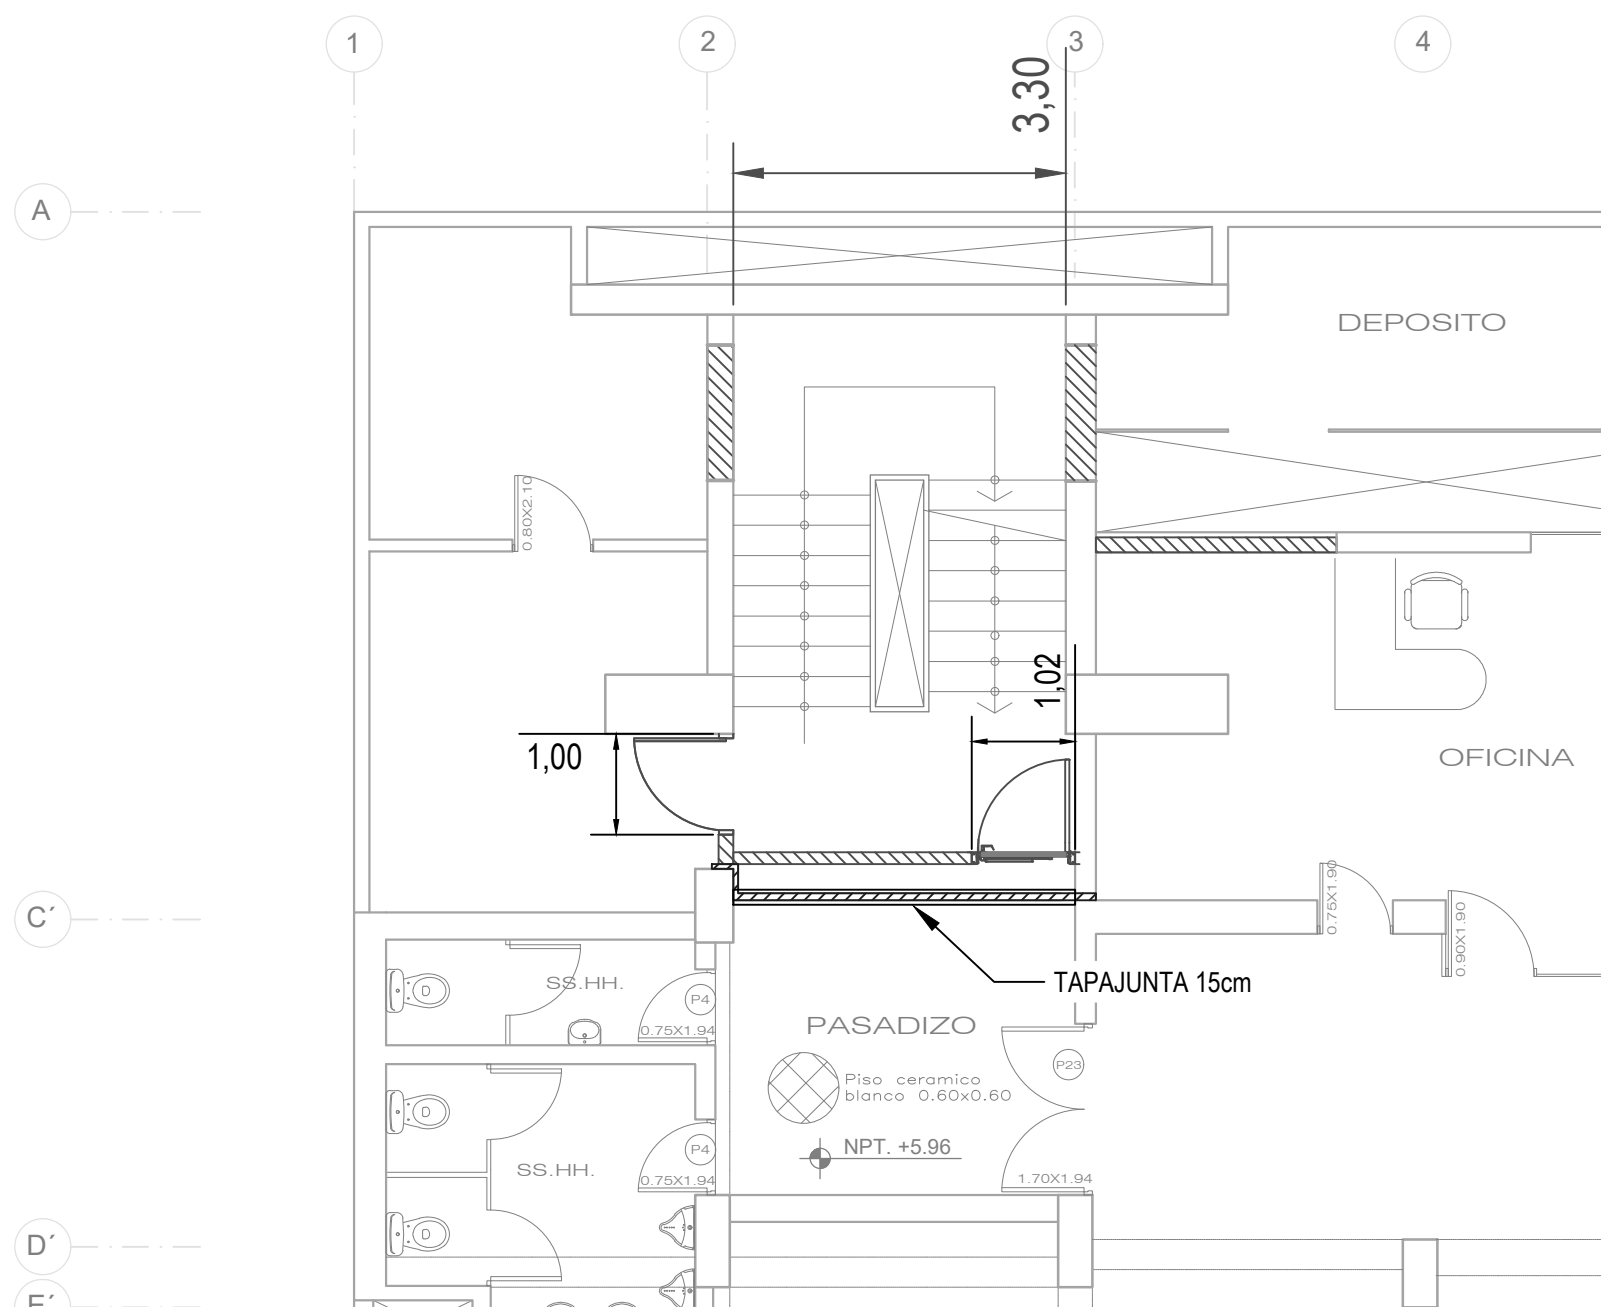 1
2
3
4
3,30
A
DEPOSITO
0.80X2.10
1,02
1,00
OFICINA
0.75X1.90
0.90X1.90
C´
TAPAJUNTA 15cm
SS.HH.
P4
0.75X1.94
PASADIZO
P23
Piso ceramico
blanco 0.60x0.60
NPT. +5.96
P4
SS.HH.
0.75X1.94
1.70X1.94
D´
E´